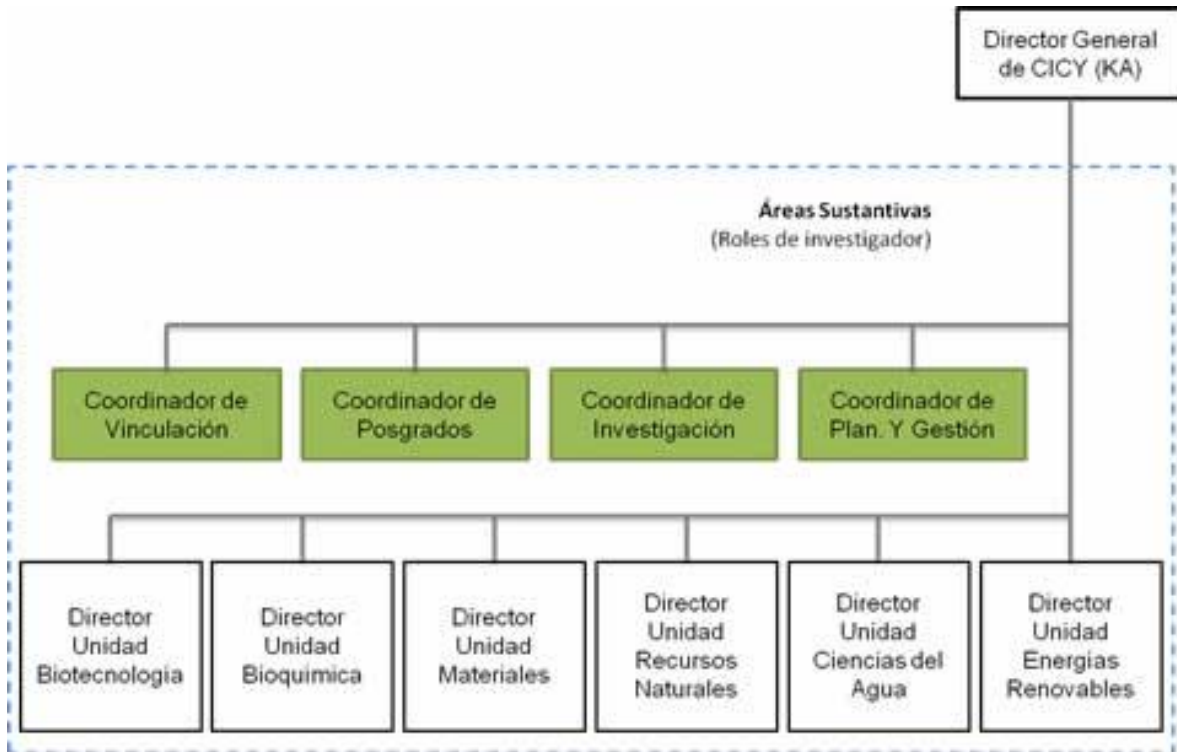 Director General
de CICY (KA)
Áreas Sustantivas
(Roles de investigador)
Coordinador de
Vinculación
Coordinador de
Posgrados
Coordinador de
Investigación
Coordinador de
Plan. Y Gestión
Director
Unidad
Biotecnologia
Director
Unidad
Bioquimica
Director
Unidad
Materiales
Director
Unidad
Recursos
Naturales
Director
Unidad
Ciencias del
Agua
Director
Unidad
Energias
Renovables